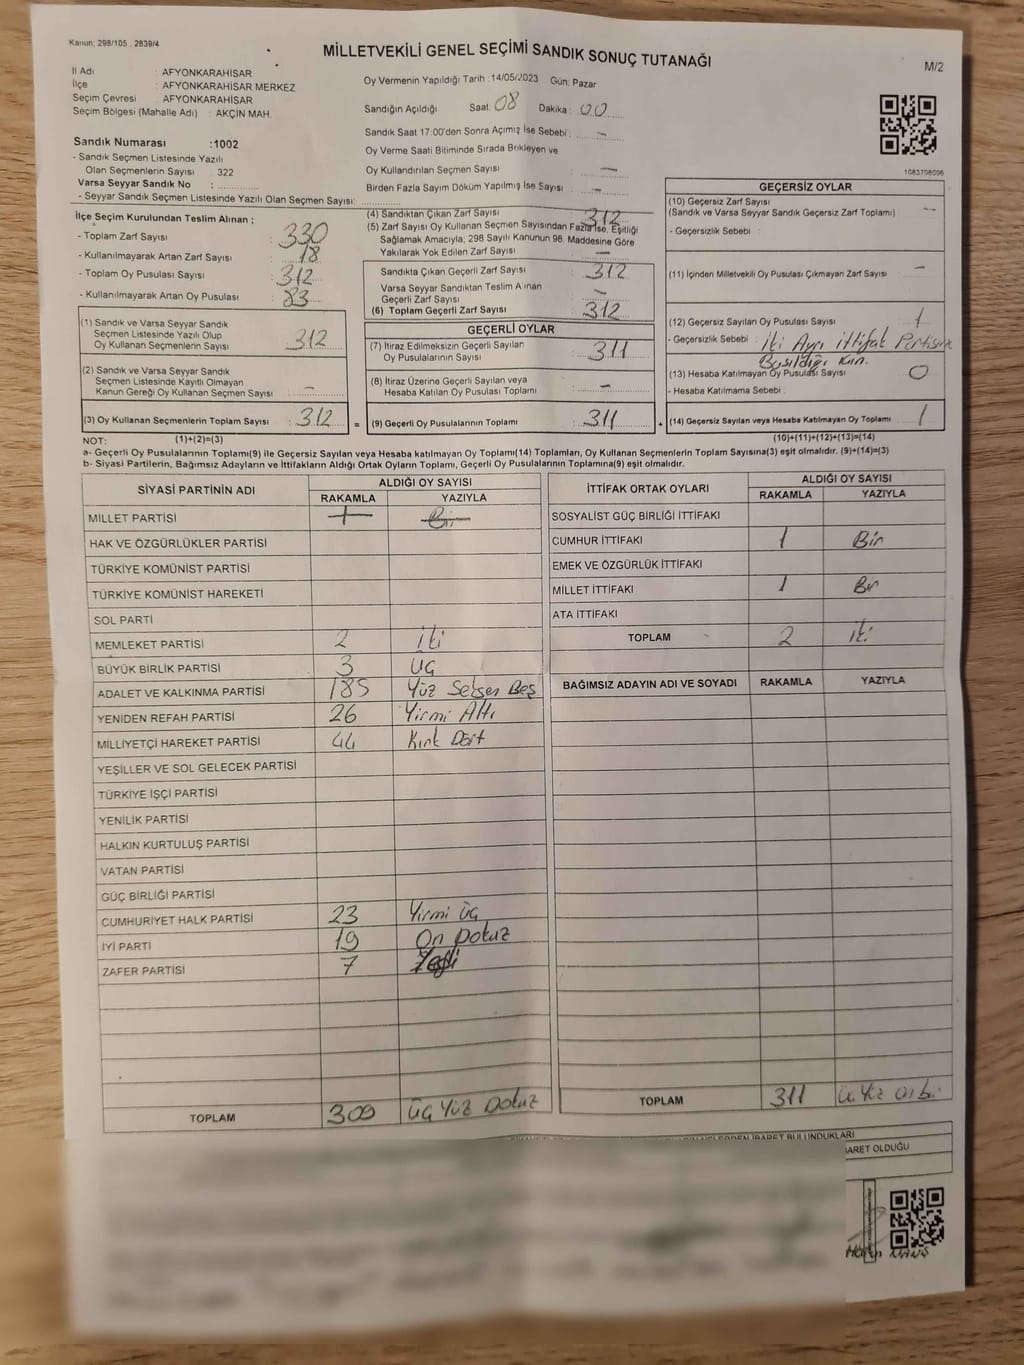 Kanun; 298/105 . 2839/4
MİLLETVEKİLİ GENEL SEÇİMİ SANDIK SONUÇ TUTANAĞI
M/2
İl Adı : AFYONKARAHİSAR
İlçe : AFYONKARAHİSAR MERKEZ
Seçim Çevresi : AFYONKARAHİSAR
Seçim Bölgesi (Mahalle Adı) : AKÇİN MAH.
Sandık Numarası :1002
- Sandık Seçmen Listesinde Yazılı
Olan Seçmenlerin Sayısı : 322
Varsa Seyyar Sandık No :
- Seyyar Sandık Seçmen Listesinde Yazılı Olan Seçmen Sayısı:
Oy Vermenin Yapıldığı Tarih :14/05/2023 Gün: Pazar
Sandığın Açıldığı Saat: 08 Dakika : 00
Sandık Saat 17:00'den Sonra Açımış İse Sebebi : —
Oy Verme Saati Bitiminde Sırada Bekleyen ve
Oy Kullandırılan Seçmen Sayısı : —
Birden Fazla Sayım Döküm Yapılmış İse Sayısı : —
1083708096
İlçe Seçim Kurulundan Teslim Alınan ;
- Toplam Zarf Sayısı : 330
- Kullanılmayarak Artan Zarf Sayısı : 18
- Toplam Oy Pusulası Sayısı : 312
- Kullanılmayarak Artan Oy Pusulası : 83
(1) Sandık ve Varsa Seyyar Sandık
Seçmen Listesinde Yazılı Olup
Oy Kullanan Seçmenlerin Sayısı : 312
(2) Sandık ve Varsa Seyyar Sandık
Seçmen Listesinde Kayıtlı Olmayan
Kanun Gereği Oy Kullanan Seçmen Sayısı : —
(3) Oy Kullanan Seçmenlerin Toplam Sayısı : 312 =
(4) Sandıktan Çıkan Zarf Sayısı : 312
(5) Zarf Sayısı Oy Kullanan Seçmen Sayısından Fazla İse, Eşitliği
Sağlamak Amacıyla, 298 Sayılı Kanunun 98. Maddesine Göre
Yakılarak Yok Edilen Zarf Sayısı : —
Sandıkta Çıkan Geçerli Zarf Sayısı : 312
Varsa Seyyar Sandıktan Teslim Alınan
Geçerli Zarf Sayısı : —
(6) Toplam Geçerli Zarf Sayısı : 312
GEÇERLİ OYLAR
(7) İtiraz Edilmeksizin Geçerli Sayılan
Oy Pusulalarının Sayısı : 311
(8) İtiraz Üzerine Geçerli Sayılan veya
Hesaba Katılan Oy Pusulası Toplamı : —
(9) Geçerli Oy Pusulalarının Toplamı : 311 +
GEÇERSİZ OYLAR
(10) Geçersiz Zarf Sayısı
(Sandık ve Varsa Seyyar Sandık Geçersiz Zarf Toplamı) : —
- Geçersizlik Sebebi :
(11) İçinden Milletvekili Oy Pusulası Çıkmayan Zarf Sayısı : —
(12) Geçersiz Sayılan Oy Pusulası Sayısı : 1
- Geçersizlik Sebebi : İki Ayrı ittifak Partisine
Basıldığı
(13) Hesaba Katılmayan Oy Pusulası Sayısı : 0
- Hesaba Katılmama Sebebi :
(14) Geçersiz Sayılan veya Hesaba Katılmayan Oy Toplamı : 1
NOT: (1)+(2)=(3)
(10)+(11)+(12)+(13)=(14)
a- Geçerli Oy Pusulalarının Toplamı(9) ile Geçersiz Sayılan veya Hesaba katılmayan Oy Toplamı(14) Toplamları, Oy Kullanan Seçmenlerin Toplam Sayısına(3) eşit olmalıdır. (9)+(14)=(3)
b- Siyasi Partilerin, Bağımsız Adayların ve İttifakların Aldığı Ortak Oyların Toplamı, Geçerli Oy Pusulalarının Toplamına(9) eşit olmalıdır.
SİYASİ PARTİNİN ADI
ALDIĞI OY SAYISI
RAKAMLA YAZIYLA
MİLLET PARTİSİ 1 Bir
HAK VE ÖZGÜRLÜKLER PARTİSİ
TÜRKİYE KOMÜNİST PARTİSİ
TÜRKİYE KOMÜNİST HAREKETİ
SOL PARTİ
MEMLEKET PARTİSİ 2 İki
BÜYÜK BİRLİK PARTİSİ 3 Üç
ADALET VE KALKINMA PARTİSİ 185 Yüz Seksen Beş
YENİDEN REFAH PARTİSİ 26 Yirmi Altı
MİLLİYETÇİ HAREKET PARTİSİ 44 Kırk Dört
YEŞİLLER VE SOL GELECEK PARTİSİ
TÜRKİYE İŞÇİ PARTİSİ
YENİLİK PARTİSİ
HALKIN KURTULUŞ PARTİSİ
VATAN PARTİSİ
GÜÇ BİRLİĞİ PARTİSİ
CUMHURİYET HALK PARTİSİ 23 Yirmi Üç
İYİ PARTİ 19 On Dokuz
ZAFER PARTİSİ 7 Yedi
TOPLAM 309 Üç Yüz Dokuz
İTTİFAK ORTAK OYLARI
ALDIĞI OY SAYISI
RAKAMLA YAZIYLA
SOSYALİST GÜÇ BİRLİĞİ İTTİFAKI
CUMHUR İTTİFAKI 1 Bir
EMEK VE ÖZGÜRLÜK İTTİFAKI
MİLLET İTTİFAKI 1 Bir
ATA İTTİFAKI
TOPLAM 2 İki
BAĞIMSIZ ADAYIN ADI VE SOYADI RAKAMLA YAZIYLA
TOPLAM 311
İBARET BULUNDUKLARI
BARET OLDUĞU